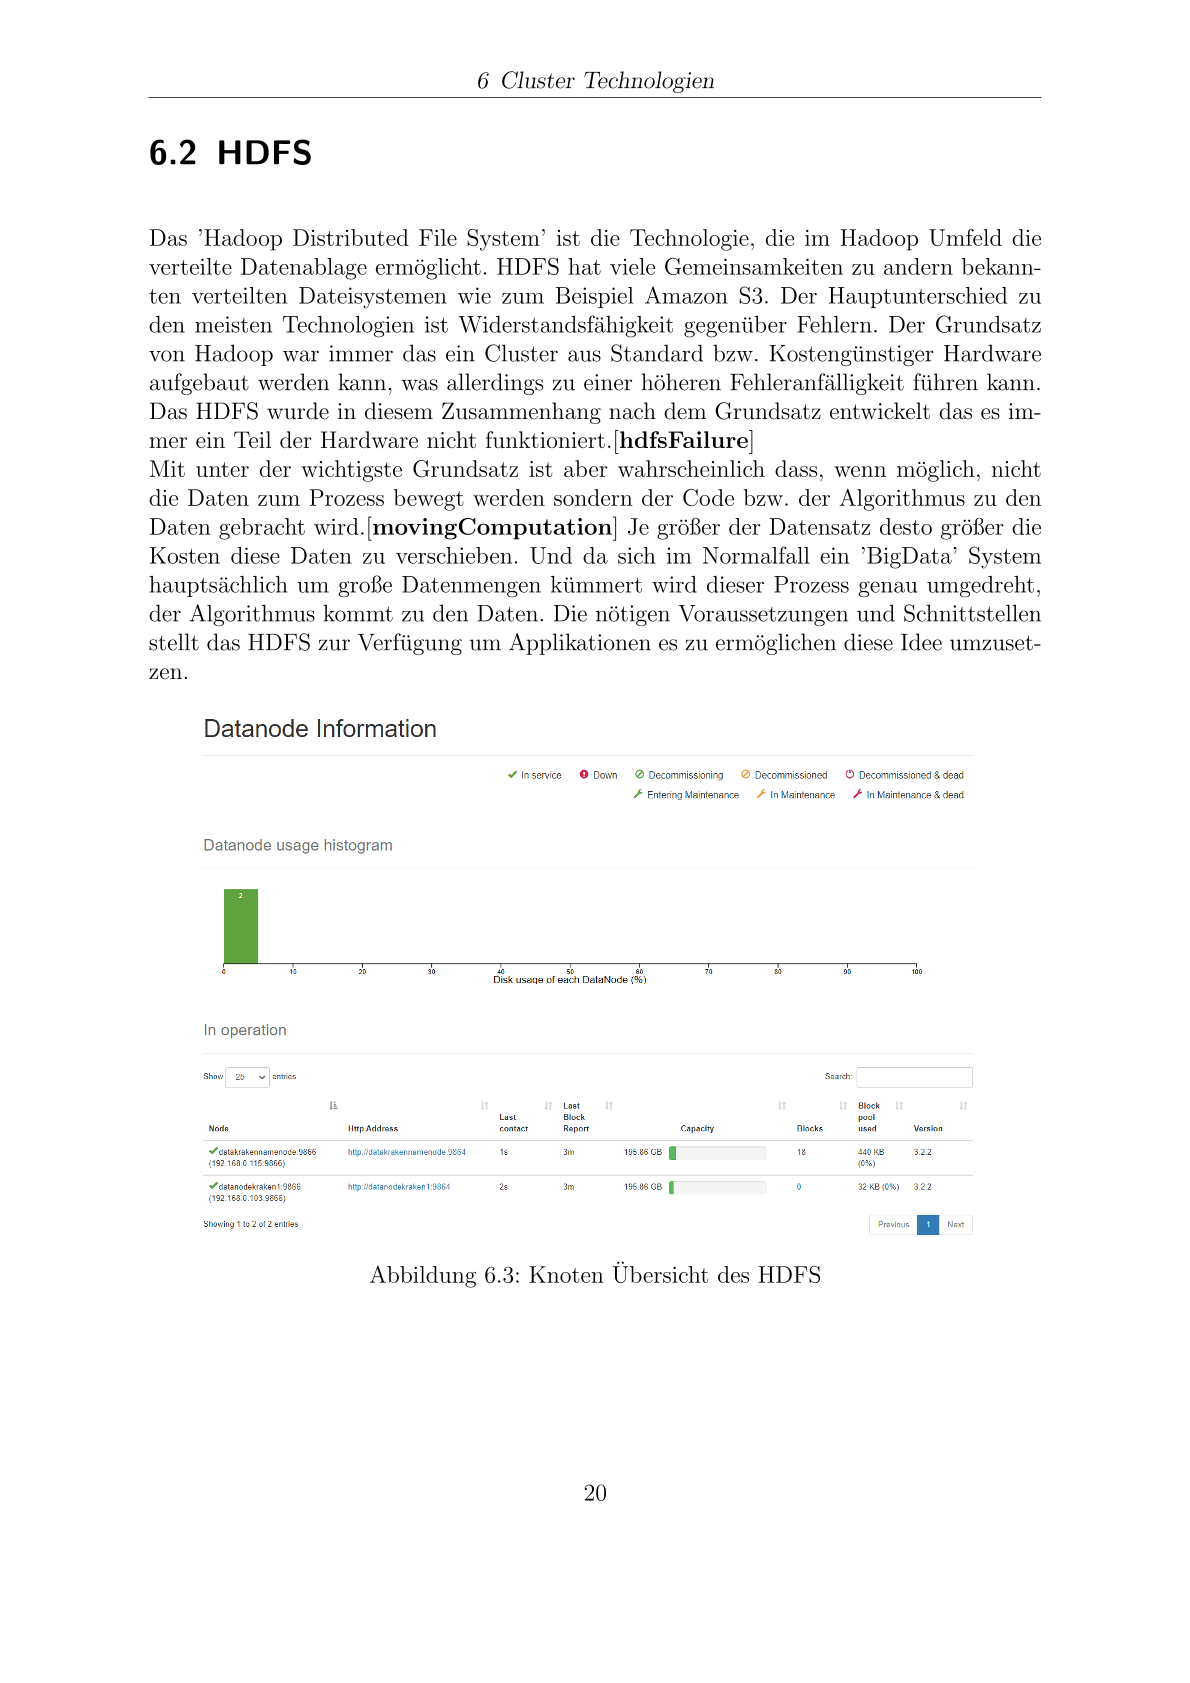 6 Cluster Technologien
6.2 HDFS
Das ’Hadoop Distributed File System’ ist die Technologie, die im Hadoop Umfeld die
verteilte Datenablage ermöglicht. HDFS hat viele Gemeinsamkeiten zu andern bekann-
ten verteilten Dateisystemen wie zum Beispiel Amazon S3. Der Hauptunterschied zu
den meisten Technologien ist Widerstandsfähigkeit gegenüber Fehlern. Der Grundsatz
von Hadoop war immer das ein Cluster aus Standard bzw. Kostengünstiger Hardware
aufgebaut werden kann, was allerdings zu einer höheren Fehleranfälligkeit führen kann.
Das HDFS wurde in diesem Zusammenhang nach dem Grundsatz entwickelt das es im-
mer ein Teil der Hardware nicht funktioniert.[hdfsFailure]
Mit unter der wichtigste Grundsatz ist aber wahrscheinlich dass, wenn möglich, nicht
die Daten zum Prozess bewegt werden sondern der Code bzw. der Algorithmus zu den
Daten gebracht wird.[movingComputation] Je größer der Datensatz desto größer die
Kosten diese Daten zu verschieben. Und da sich im Normalfall ein ’BigData’ System
hauptsächlich um große Datenmengen kümmert wird dieser Prozess genau umgedreht,
der Algorithmus kommt zu den Daten. Die nötigen Voraussetzungen und Schnittstellen
stellt das HDFS zur Verfügung um Applikationen es zu ermöglichen diese Idee umzuset-
zen.
Datanode Information
In service Down Decommissioning Decommissioned Decommissioned & dead
Entering Maintenance In Maintenance In Maintenance & dead
Datanode usage histogram
2
0 10 20 30 40 50 60 70 80 90 100
Disk usage of each DataNode (%)
In operation
Show 25 entries Search:
Node Http Address Last contact Last Block Report Capacity Blocks Block pool used Version
datakrakennamenode:9866 http://datakrakennamenode:9864 1s 3m 195.86 GB 18 440 KB 3.2.2
(192.168.0.115:9866) (0%)
datanodekraken1:9866 http://datanodekraken1:9864 2s 3m 195.86 GB 0 32 KB (0%) 3.2.2
(192.168.0.103:9866)
Showing 1 to 2 of 2 entries Previous 1 Next
Abbildung 6.3: Knoten Übersicht des HDFS
20